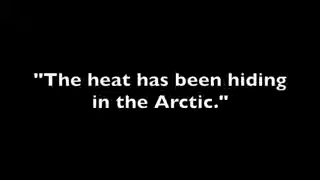 "The heat has been hiding
in the Arctic."